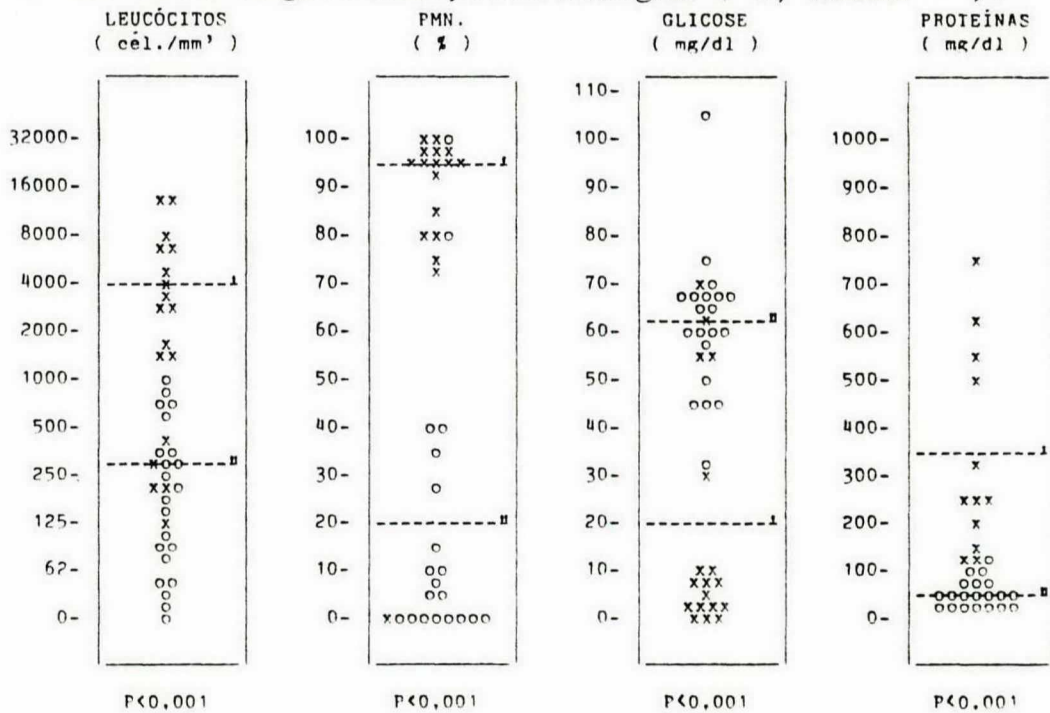 LEUCÓCITOS PMN. GLICOSE PROTEÍNAS
( cél./mm³ ) ( % ) ( mg/dl ) ( mg/dl )
110-
32000- 100- 100- 1000-
16000- 90- 90- 900-
8000- 80- 80- 800-
4000- 70- 70- 700-
2000- 60- 60- 600-
1000- 50- 50- 500-
500- 40- 40- 400-
250- 30- 30- 300-
125- 20- 20- 200-
62- 10- 10- 100-
0- 0- 0- 0-
P<0,001 P<0,001 P<0,001 P<0,001